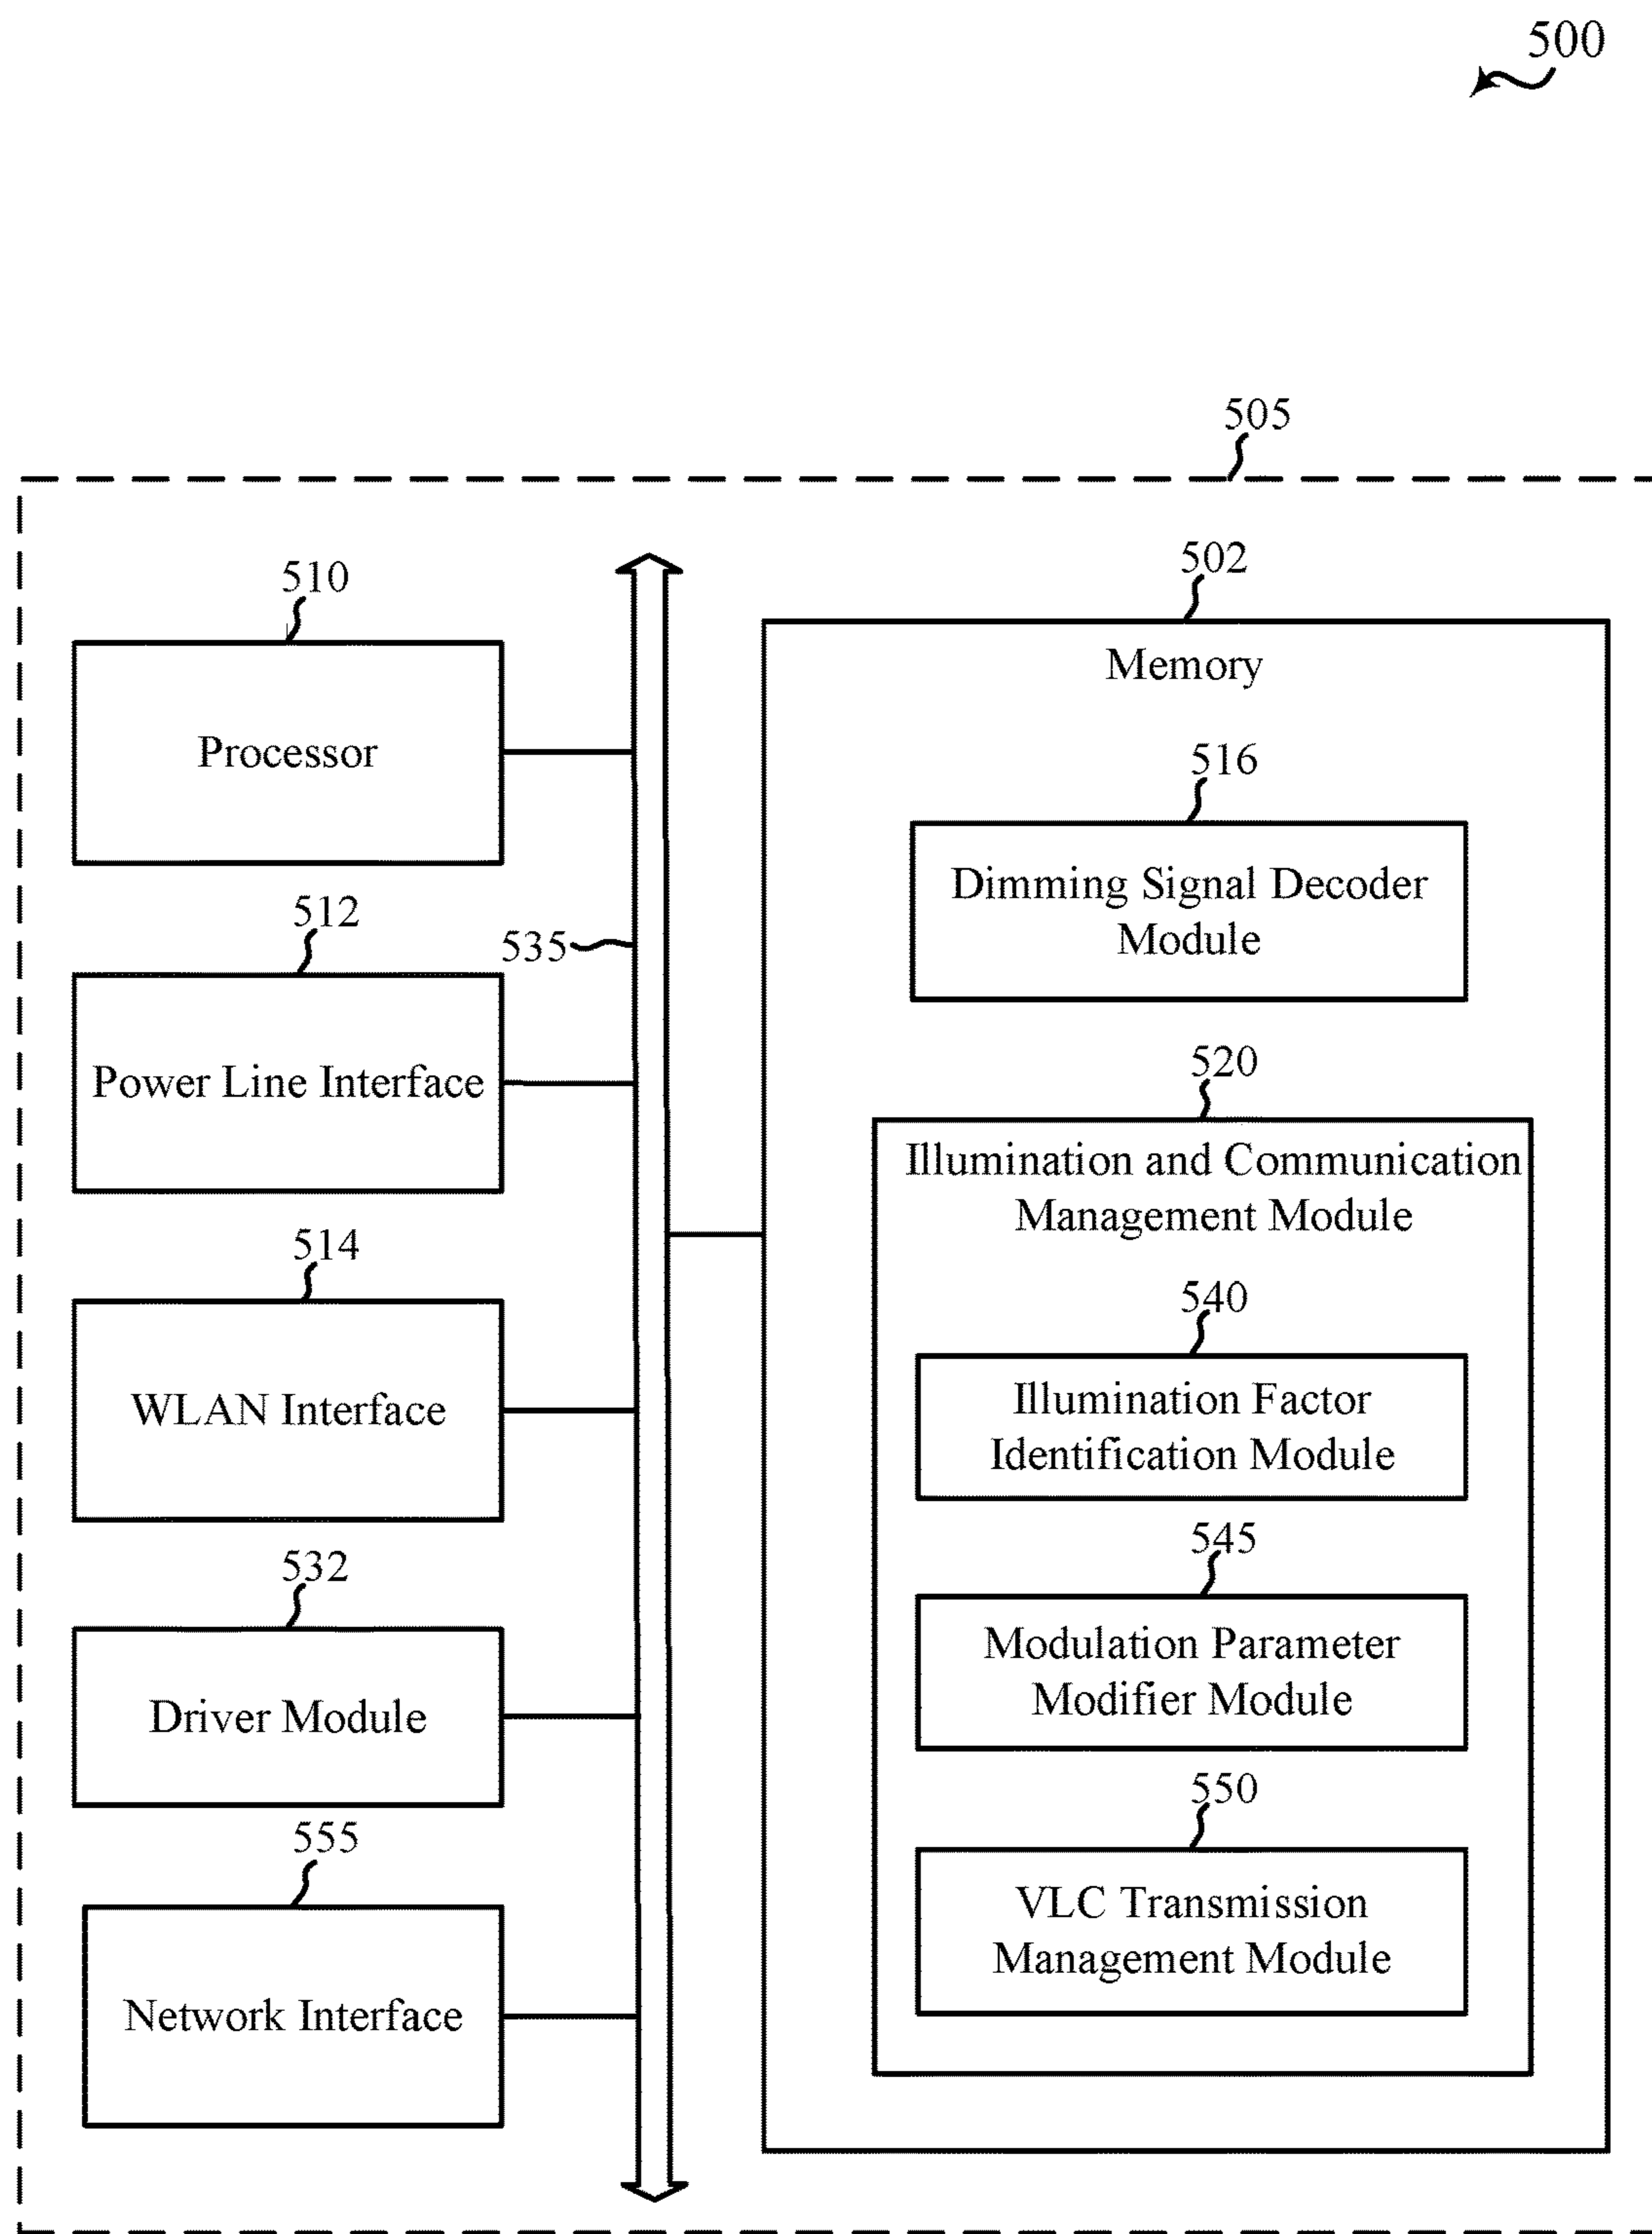 500
505
510
Processor
512
535
Power Line Interface
514
WLAN Interface
532
Driver Module
555
Network Interface
502
Memory
516
Dimming Signal Decoder
Module
520
Illumination and Communication
Management Module
540
Illumination Factor
Identification Module
545
Modulation Parameter
Modifier Module
550
VLC Transmission
Management Module